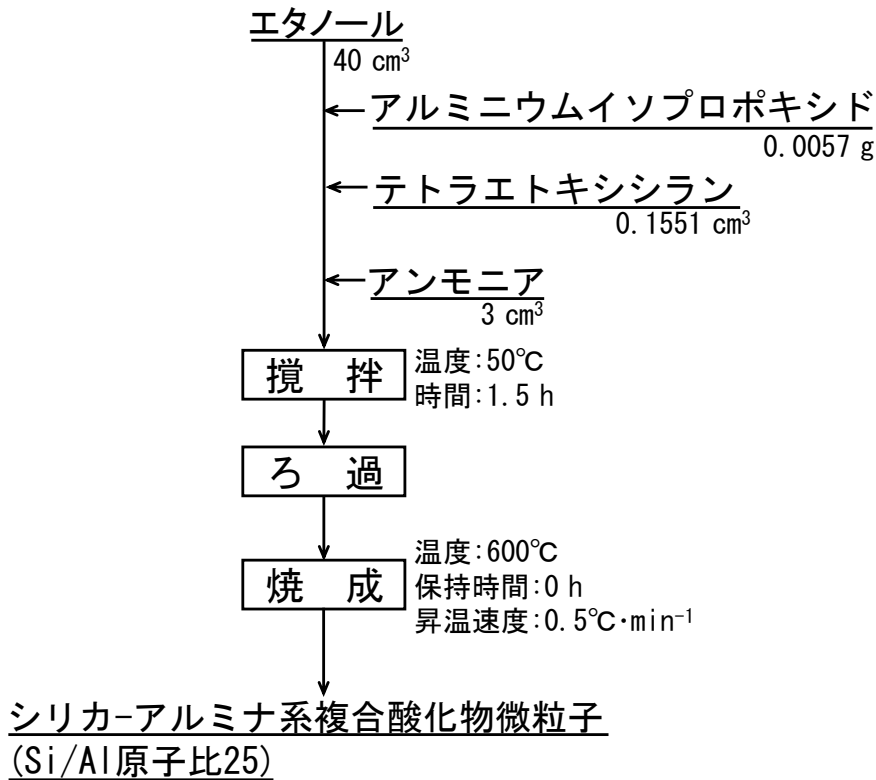 エタノール
40 cm³
アルミニウムイソプロポキシド
0.0057 g
テトラエトキシシラン
0.1551 cm³
アンモニア
3 cm³
撹 拌
温度:50℃
時間:1.5 h
ろ 過
焼 成
温度:600℃
保持時間:0 h
昇温速度:0.5℃・min⁻¹
シリカ-アルミナ系複合酸化物微粒子
(Si/Al原子比25)